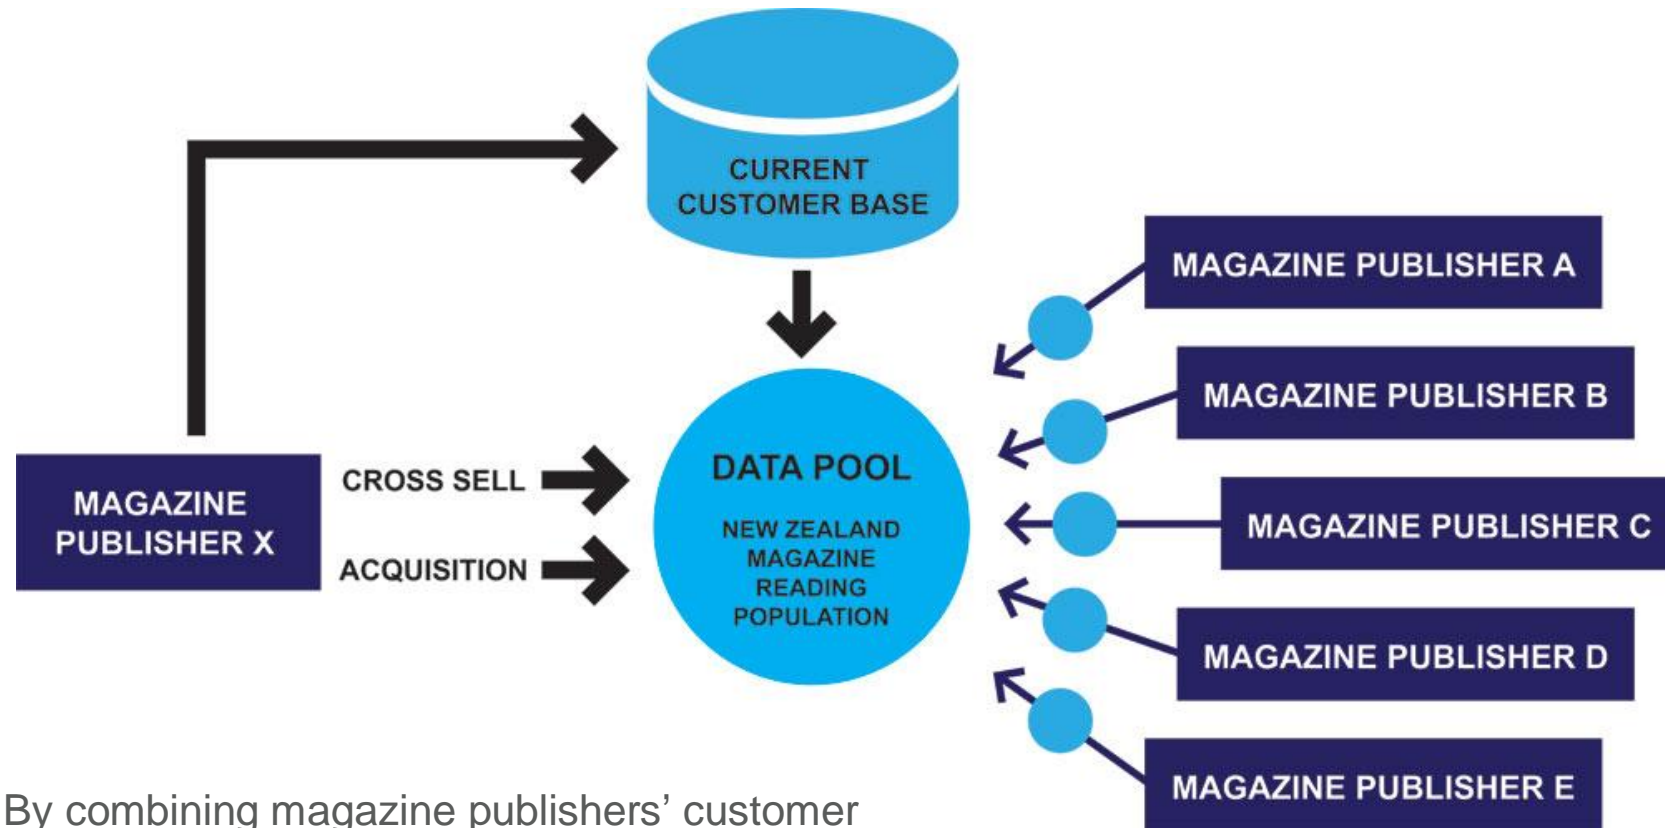 CURRENT
CUSTOMER BASE
MAGAZINE PUBLISHER A
MAGAZINE PUBLISHER B
MAGAZINE
PUBLISHER X
CROSS SELL
ACQUISITION
DATA POOL
NEW ZEALAND
MAGAZINE
READING
POPULATION
MAGAZINE PUBLISHER C
MAGAZINE PUBLISHER D
MAGAZINE PUBLISHER E
By combining magazine publishers’ customer